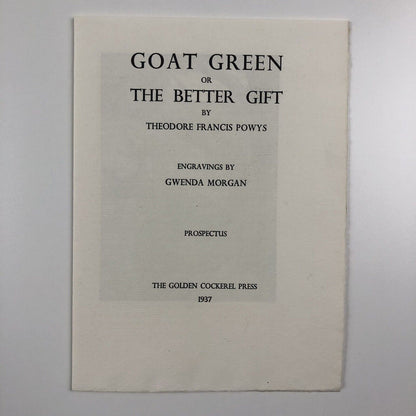 GOAT GREEN
OR
THE BETTER GIFT
BY
THEODORE FRANCIS POWYS
ENGRAVINGS BY
GWENDA MORGAN
PROSPECTUS
THE GOLDEN COCKEREL PRESS
1937